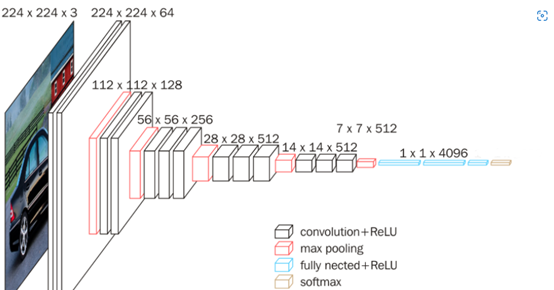 224 x 224 x 3
224 x 224 x 64
112 x 112 x 128
56 x 56 x 256
28 x 28 x 512
14 x 14 x 512
7 x 7 x 512
1 x 1 x 4096
convolution+ReLU
max pooling
fully nected+ReLU
softmax